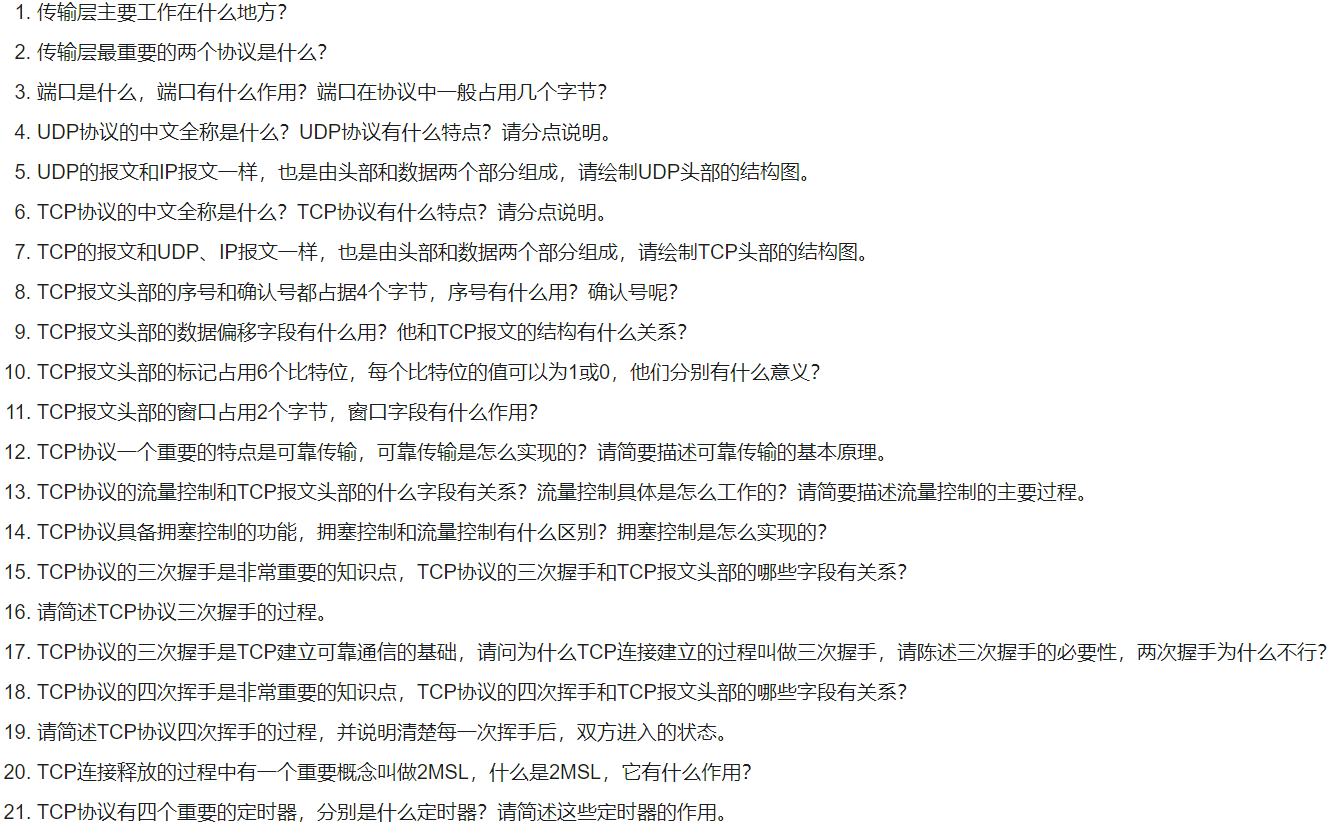 1. 传输层主要工作在什么地方？
2. 传输层最重要的两个协议是什么？
3. 端口是什么，端口有什么作用？端口在协议中一般占用几个字节？
4. UDP协议的中文全称是什么？UDP协议有什么特点？请分点说明。
5. UDP的报文和IP报文一样，也是由头部和数据两个部分组成，请绘制UDP头部的结构图。
6. TCP协议的中文全称是什么？TCP协议有什么特点？请分点说明。
7. TCP的报文和UDP、IP报文一样，也是由头部和数据两个部分组成，请绘制TCP头部的结构图。
8. TCP报文头部的序号和确认号都占据4个字节，序号有什么用？确认号呢？
9. TCP报文头部的数据偏移字段有什么用？他和TCP报文的结构有什么关系？
10. TCP报文头部的标记占用6个比特位，每个比特位的值可以为1或0，他们分别有什么意义？
11. TCP报文头部的窗口占用2个字节，窗口字段有什么作用？
12. TCP协议一个重要的特点是可靠传输，可靠传输是怎么实现的？请简要描述可靠传输的基本原理。
13. TCP协议的流量控制和TCP报文头部的什么字段有关系？流量控制具体是怎么工作的？请简要描述流量控制的主要过程。
14. TCP协议具备拥塞控制的功能，拥塞控制和流量控制有什么区别？拥塞控制是怎么实现的？
15. TCP协议的三次握手是非常重要的知识点，TCP协议的三次握手和TCP报文头部的哪些字段有关系？
16. 请简述TCP协议三次握手的过程。
17. TCP协议的三次握手是TCP建立可靠通信的基础，请问为什么TCP连接建立的过程叫做三次握手，请陈述三次握手的必要性，两次握手为什么不行？
18. TCP协议的四次挥手是非常重要的知识点，TCP协议的四次挥手和TCP报文头部的哪些字段有关系？
19. 请简述TCP协议四次挥手的过程，并说明清楚每一次挥手后，双方进入的状态。
20. TCP连接释放的过程中有一个重要概念叫做2MSL，什么是2MSL，它有什么作用？
21. TCP协议有四个重要的定时器，分别是什么定时器？请简述这些定时器的作用。